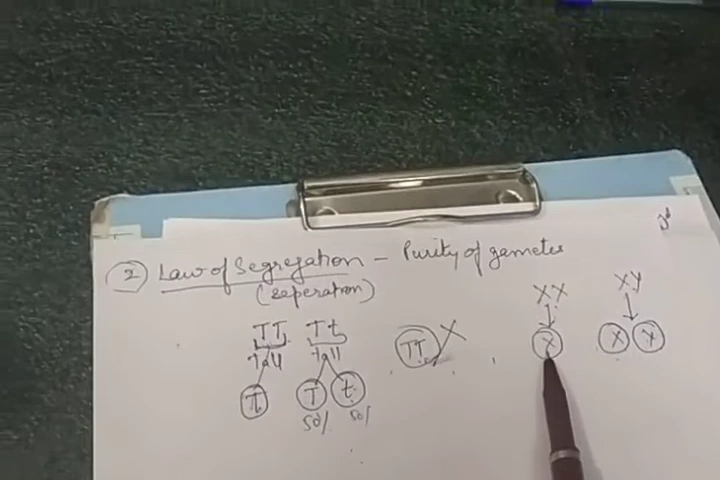 2 Law of Segregation – Purity of gametes
(seperation)
TT Tt
Tall Tall
T T t
50% 50%
TT X
XX XY
X X Y